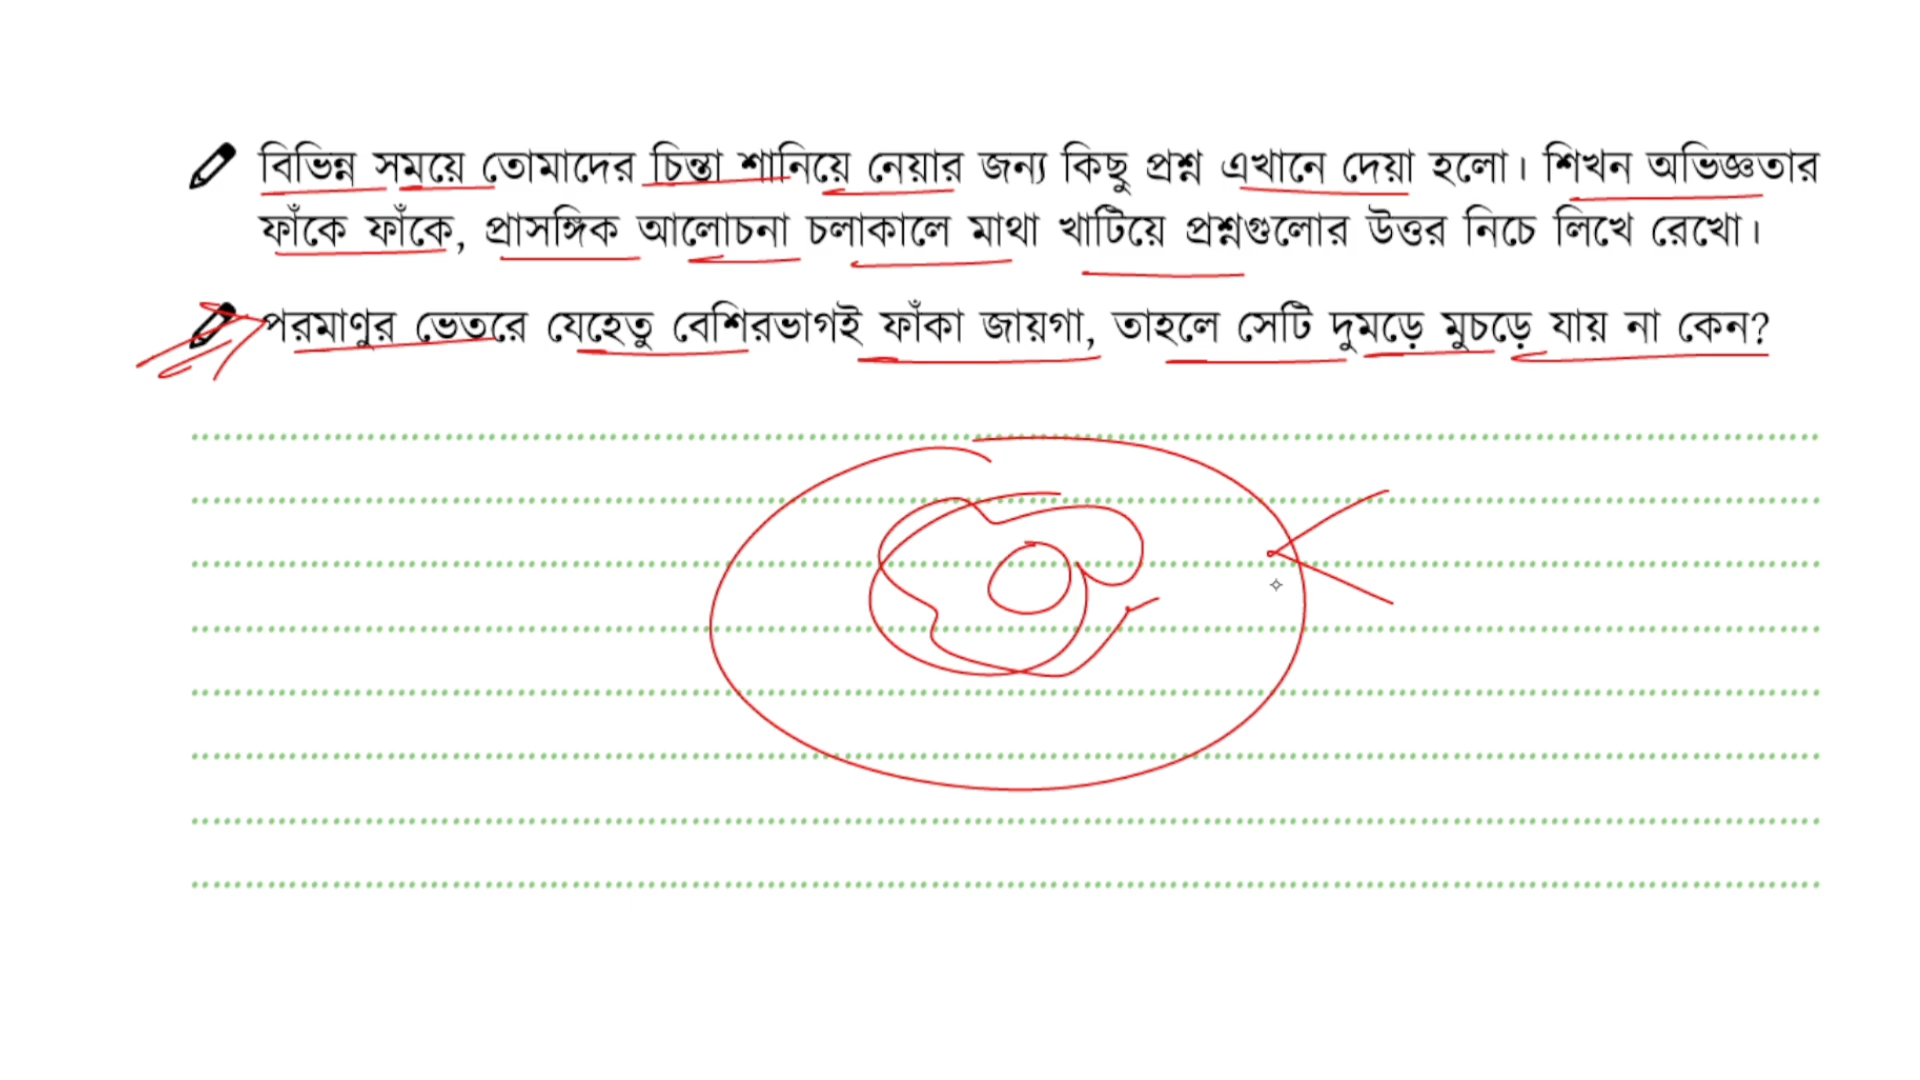 বিভিন্ন সময়ে তোমাদের চিন্তা শানিয়ে নেয়ার জন্য কিছু প্রশ্ন এখানে দেয়া হলো। শিখন অভিজ্ঞতার
ফাঁকে ফাঁকে, প্রাসঙ্গিক আলোচনা চলাকালে মাথা খাটিয়ে প্রশ্নগুলোর উত্তর নিচে লিখে রেখো।
পরমাণুর ভেতরে যেহেতু বেশিরভাগই ফাঁকা জায়গা, তাহলে সেটি দুমড়ে মুচড়ে যায় না কেন?